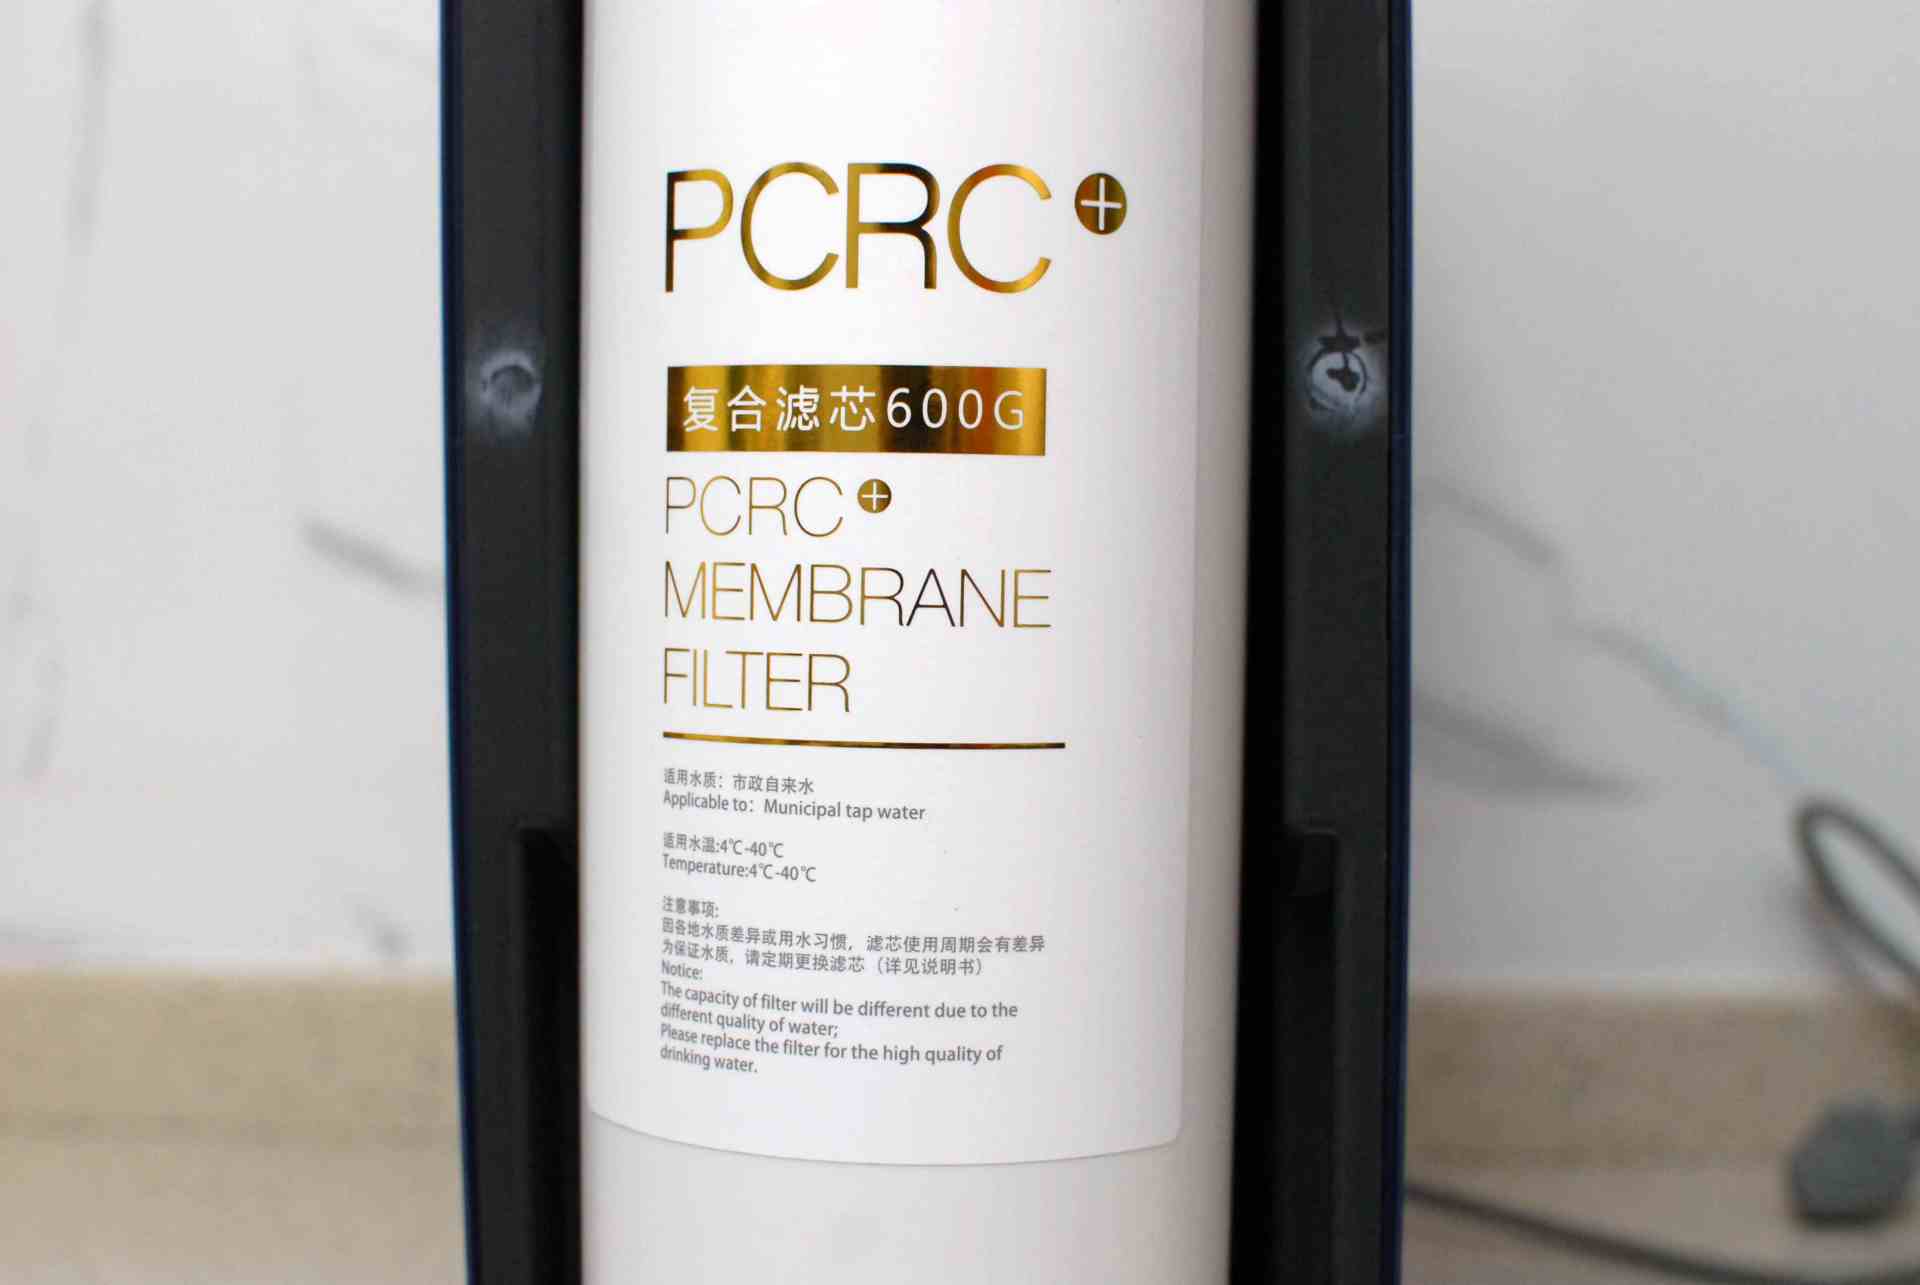 PCRC+
复合滤芯600G
PCRC+
MEMBRANE
FILTER
适用水质：市政自来水
Applicable to：Municipal tap water
适用水温:4℃-40℃
Temperature:4℃-40℃
注意事项:
因各地水质差异或用水习惯，滤芯使用周期会有差异
为保证水质，请定期更换滤芯（详见说明书）
Notice:
The capacity of filter will be different due to the
different quality of water;
Please replace the filter for the high quality of
drinking water.